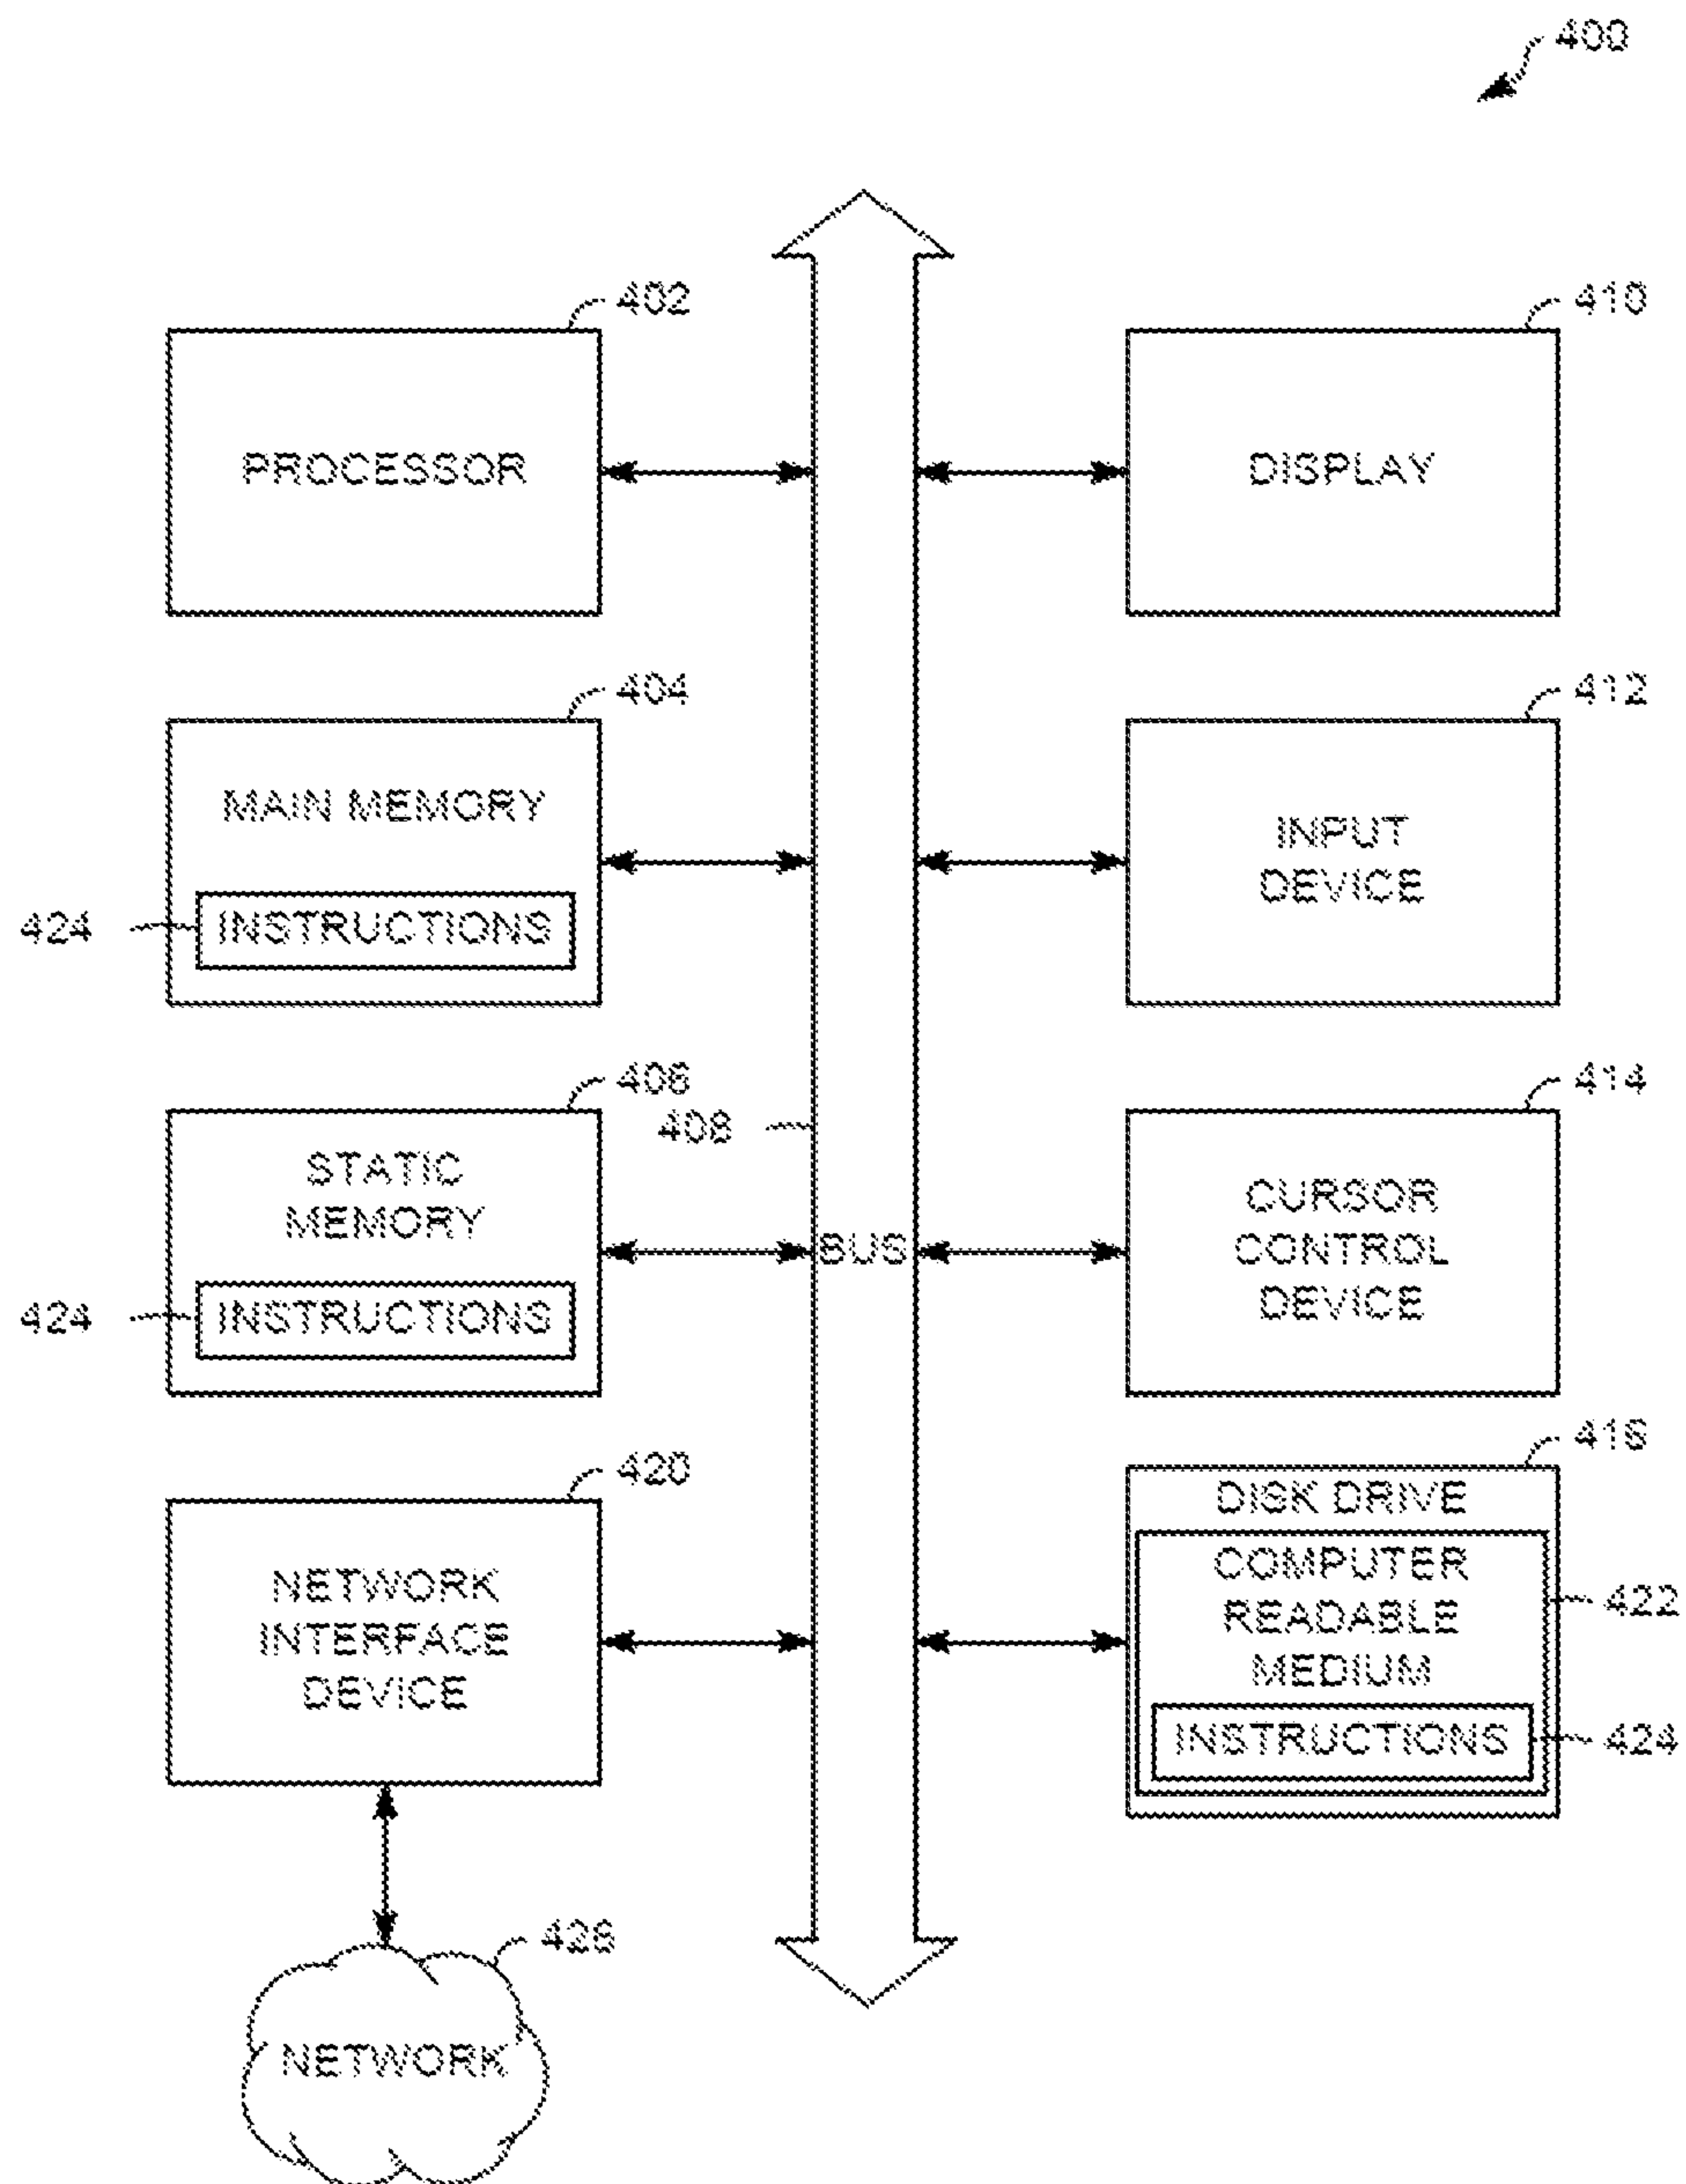 400
402
410
PROCESSOR
DISPLAY
404
412
MAIN MEMORY
INPUT
DEVICE
424
INSTRUCTIONS
406
408
414
STATIC
MEMORY
CURSOR
CONTROL
DEVICE
BUS
424
INSTRUCTIONS
420
416
DISK DRIVE
COMPUTER
READABLE
MEDIUM
422
NETWORK
INTERFACE
DEVICE
INSTRUCTIONS
424
426
NETWORK